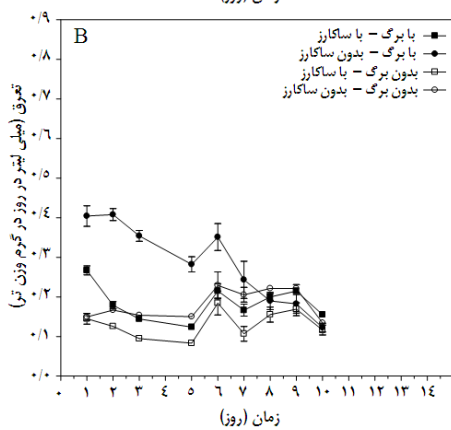 B
با برگ – با ساکارز
با برگ – بدون ساکارز
بدون برگ – با ساکارز
بدون برگ – بدون ساکارز
تعرق (میلی لیتر در روز در گرم وزن تر)
۰/۹
۰/۸
۰/۷
۰/۶
۰/۵
۰/۴
۰/۳
۰/۲
۰/۱
۰/۰
۰ ۱ ۲ ۳ ٤ ٥ ٦ ۷ ۸ ۹ ۱۰ ۱۱ ۱۲ ۱۳ ۱٤
زمان (روز)